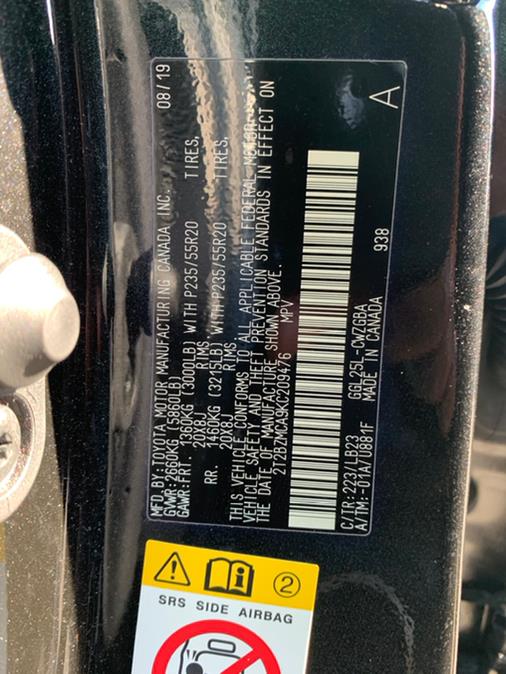 MFD.BY:TOYOTA MOTOR MANUFACTURING CANADA INC. 08/19
GVWR:2660KG (5860LB)
GAWR:FRT. 1360KG (3000LB) WITH P235/55R20 TIRES,
20X8J RIMS,
RR. 1460KG (3215LB) WITH P235/55R20 TIRES,
20X8J RIMS,
THIS VEHICLE CONFORMS TO ALL APPLICABLE FEDERAL MOTOR
VEHICLE SAFETY AND THEFT PREVENTION STANDARDS IN EFFECT ON
THE DATE OF MANUFACTURE SHOWN ABOVE.
2T2BZMCA9KC209476 MPV A
C/TR:223/LB23 GGL25L-CWZGBA
A/TM:-01A/U881F MADE IN CANADA 938
2
SRS SIDE AIRBAG